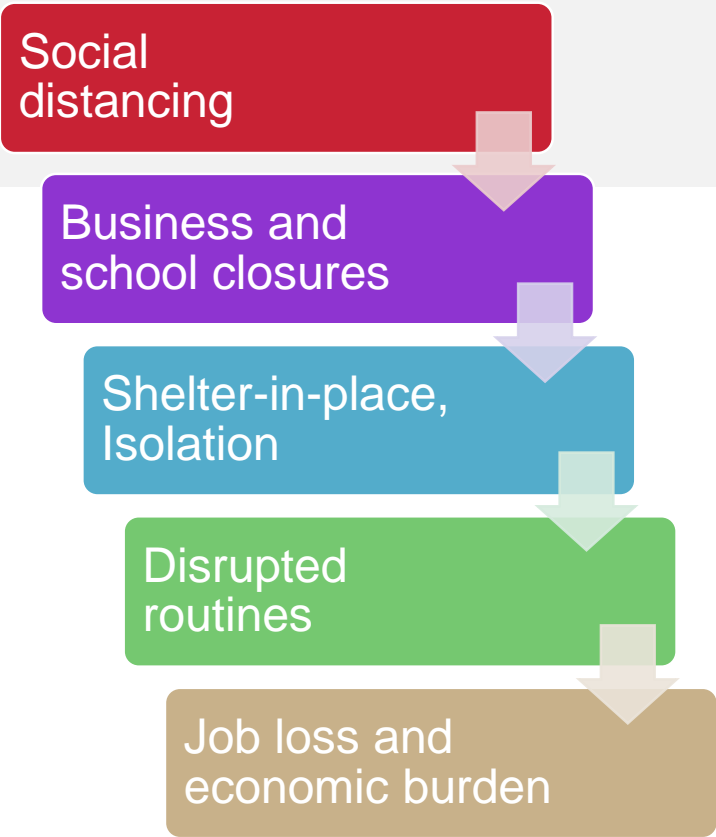 Social
distancing
Business and
school closures
Shelter-in-place,
Isolation
Disrupted
routines
Job loss and
economic burden